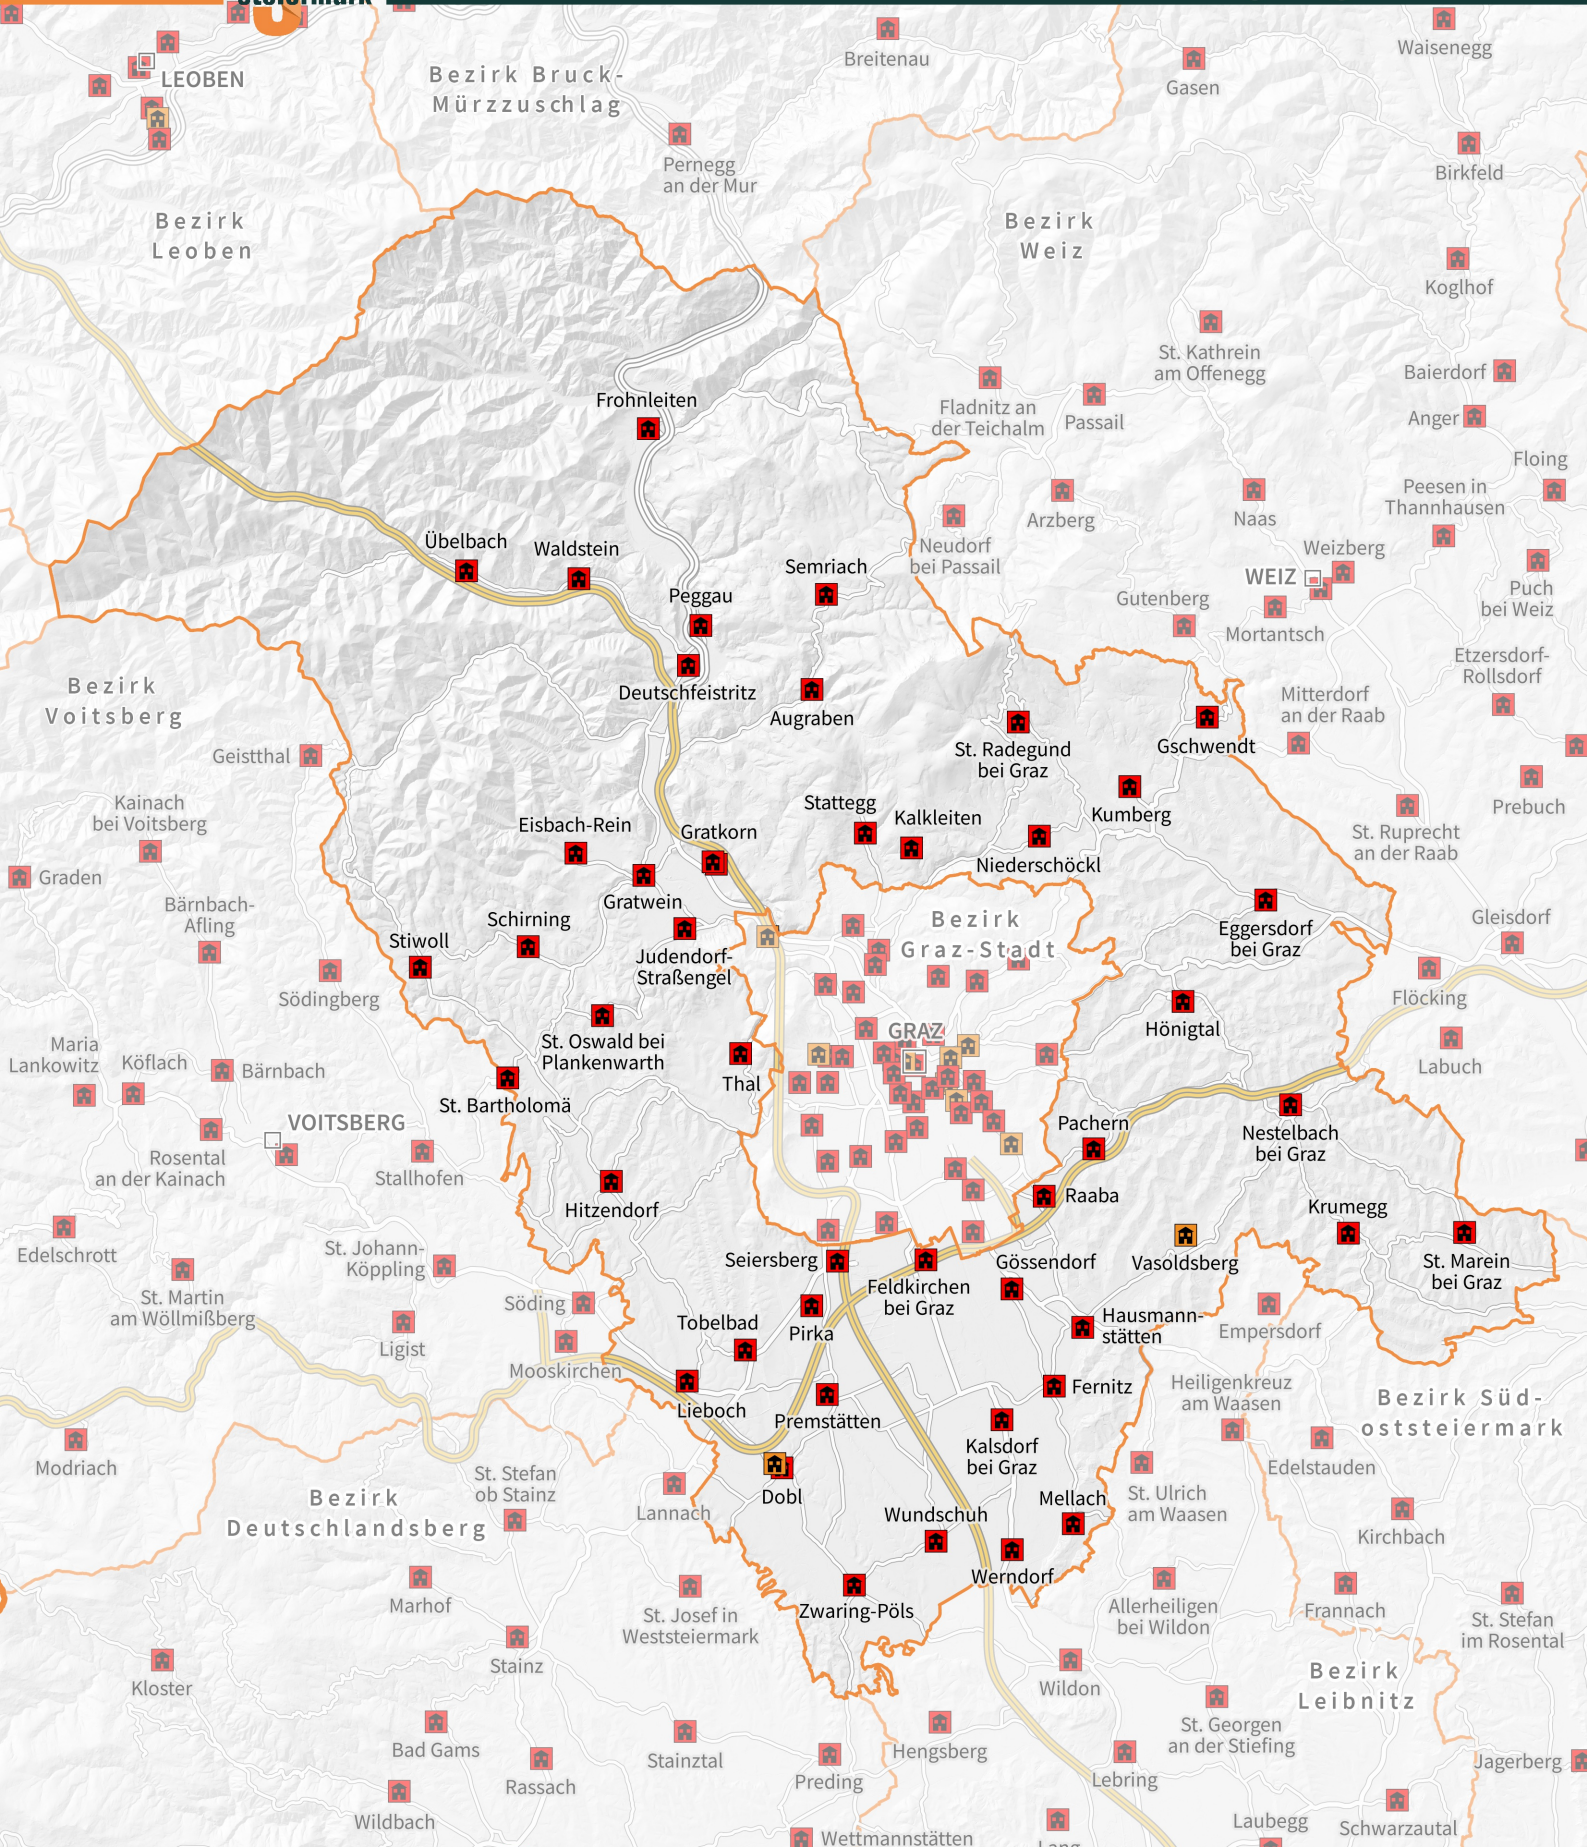 Steiermark
LEOBEN
Bezirk Bruck-
Mürzzuschlag
Breitenau
Waisenegg
Gasen
Pernegg
an der Mur
Birkfeld
Bezirk
Leoben
Bezirk
Weiz
Koglhof
St. Kathrein
am Offenegg
Baierdorf
Frohnleiten
Fladnitz an
der Teichalm
Passail
Anger
Floing
Peesen in
Thannhausen
Arzberg
Naas
Übelbach
Waldstein
Neudorf
bei Passail
Weizberg
WEIZ
Semriach
Puch
bei Weiz
Peggau
Gutenberg
Mortantsch
Etzersdorf-
Rollsdorf
Bezirk
Voitsberg
Deutschfeistritz
Mitterdorf
an der Raab
Augraben
Geistthal
St. Radegund
bei Graz
Gschwendt
Kainach
bei Voitsberg
Stattegg
Kalkleiten
Kumberg
Prebuch
Eisbach-Rein
Gratkorn
St. Ruprecht
an der Raab
Niederschöckl
Graden
Gratwein
Bärnbach-
Afling
Schirning
Bezirk
Graz-Stadt
Gleisdorf
Eggersdorf
bei Graz
Stiwoll
Judendorf-
Straßengel
Södingberg
Flöcking
Hönigtal
GRAZ
Maria
Lankowitz
Köflach
Bärnbach
St. Oswald bei
Plankenwarth
Labuch
Thal
St. Bartholomä
VOITSBERG
Pachern
Nestelbach
bei Graz
Rosental
an der Kainach
Stallhofen
Raaba
Hitzendorf
Krumegg
Edelschrott
St. Johann-
Köppling
Seiersberg
Feldkirchen
bei Graz
Gössendorf
Vasoldsberg
St. Marein
bei Graz
St. Martin
am Wöllmißberg
Söding
Ligist
Tobelbad
Pirka
Hausmann-
stätten
Empersdorf
Mooskirchen
Lieboch
Premstätten
Fernitz
Heiligenkreuz
am Waasen
Bezirk Süd-
oststeiermark
Kalsdorf
bei Graz
Modriach
Edelstauden
St. Stefan
ob Stainz
Bezirk
Deutschlandsberg
Lannach
Dobl
Mellach
St. Ulrich
am Waasen
Wundschuh
Kirchbach
Werndorf
Marhof
Zwaring-Pöls
St. Josef in
Weststeiermark
Allerheiligen
bei Wildon
Frannach
St. Stefan
im Rosental
Stainz
Kloster
Wildon
Bezirk
Leibnitz
St. Georgen
an der Stiefing
Bad Gams
Rassach
Stainztal
Hengsberg
Preding
Lebring
Jagerberg
Wildbach
Laubegg
Schwarzautal
Wettmannstätten
Lang